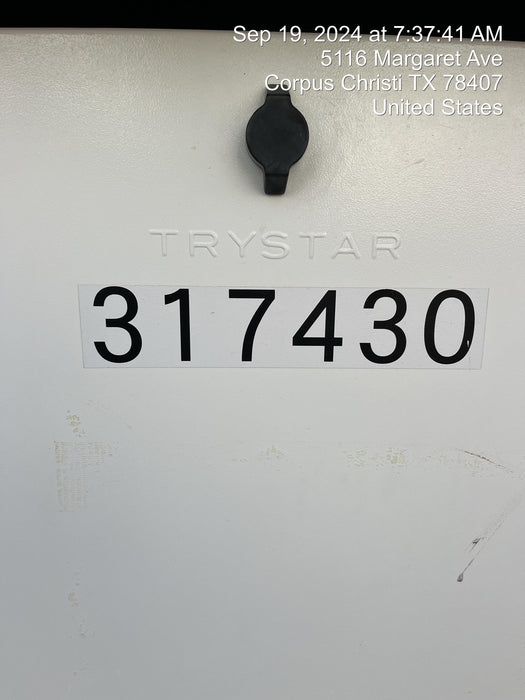 Sep 19, 2024 at 7:37:41 AM
5116 Margaret Ave
Corpus Christi TX 78407
United States
TRYSTAR
317430